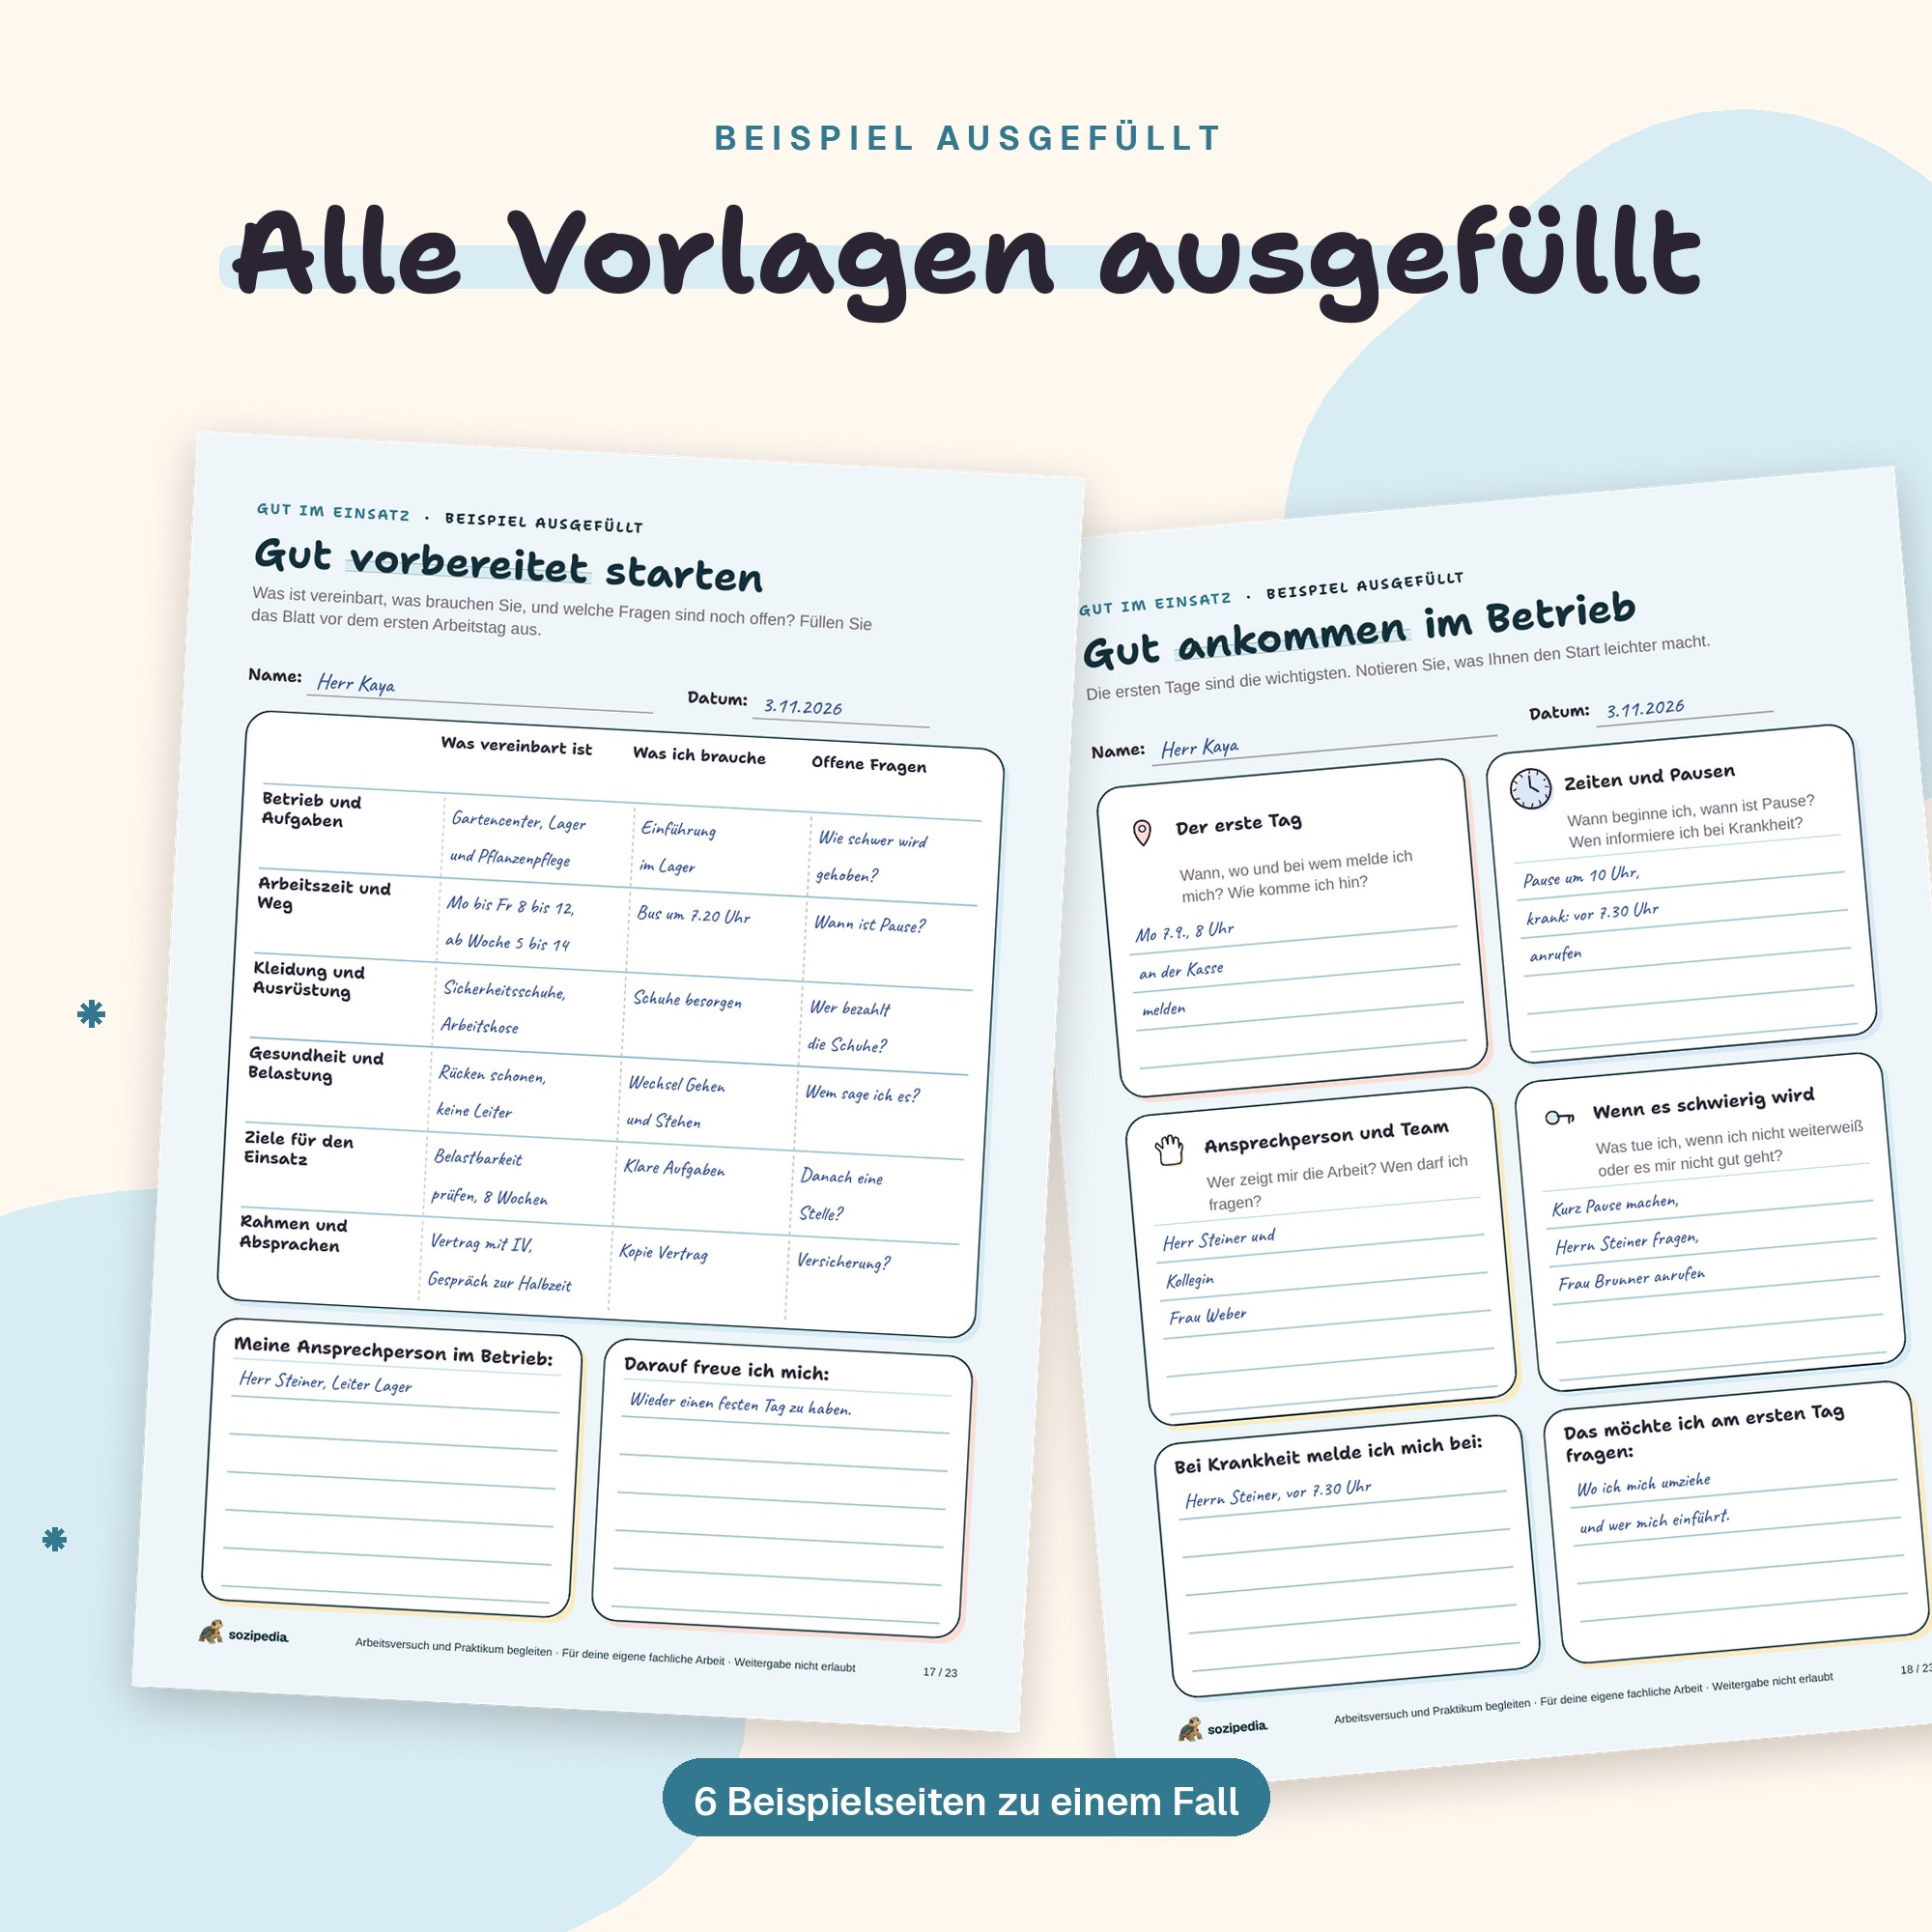 BEISPIEL AUSGEFÜLLT
Alle Vorlagen ausgefüllt
GUT IM EINSATZ · BEISPIEL AUSGEFÜLLT
Gut vorbereitet starten
Was ist vereinbart, was brauchen Sie, und welche Fragen sind noch offen? Füllen Sie
das Blatt vor dem ersten Arbeitstag aus.
Name: Herr Kaya Datum: 3.11.2026
Was vereinbart ist Was ich brauche Offene Fragen
Betrieb und
Aufgaben
Gartencenter, Lager
und Pflanzenpflege
Einführung
im Lager
Wie schwer wird
gehoben?
Arbeitszeit und
Weg
Mo bis Fr 8 bis 12,
ab Woche 5 bis 14
Bus um 7.20 Uhr
Wann ist Pause?
Kleidung und
Ausrüstung
Sicherheitsschuhe,
Arbeitshose
Schuhe besorgen
Wer bezahlt
die Schuhe?
Gesundheit und
Belastung
Rücken schonen,
keine Leiter
Wechsel Gehen
und Stehen
Wem sage ich es?
Ziele für den
Einsatz
Belastbarkeit
prüfen, 8 Wochen
Klare Aufgaben
Danach eine
Stelle?
Rahmen und
Absprachen
Vertrag mit IV,
Gespräch zur Halbzeit
Kopie Vertrag
Versicherung?
Meine Ansprechperson im Betrieb:
Herr Steiner, Leiter Lager
Darauf freue ich mich:
Wieder einen festen Tag zu haben.
sozipedia.
Arbeitsversuch und Praktikum begleiten · Für deine eigene fachliche Arbeit · Weitergabe nicht erlaubt
17 / 23
GUT IM EINSATZ · BEISPIEL AUSGEFÜLLT
Gut ankommen im Betrieb
Die ersten Tage sind die wichtigsten. Notieren Sie, was Ihnen den Start leichter macht.
Name: Herr Kaya Datum: 3.11.2026
Der erste Tag
Wann, wo und bei wem melde ich
mich? Wie komme ich hin?
Mo 7.9., 8 Uhr
an der Kasse
melden
Zeiten und Pausen
Wann beginne ich, wann ist Pause?
Wen informiere ich bei Krankheit?
Pause um 10 Uhr,
krank: vor 7.30 Uhr
anrufen
Ansprechperson und Team
Wer zeigt mir die Arbeit? Wen darf ich
fragen?
Herr Steiner und
Kollegin
Frau Weber
Wenn es schwierig wird
Was tue ich, wenn ich nicht weiterweiß
oder es mir nicht gut geht?
Kurz Pause machen,
Herrn Steiner fragen,
Frau Brunner anrufen
Bei Krankheit melde ich mich bei:
Herrn Steiner, vor 7.30 Uhr
Das möchte ich am ersten Tag
fragen:
Wo ich mich umziehe
und wer mich einführt.
sozipedia.
Arbeitsversuch und Praktikum begleiten · Für deine eigene fachliche Arbeit · Weitergabe nicht erlaubt
18 / 23
6 Beispielseiten zu einem Fall